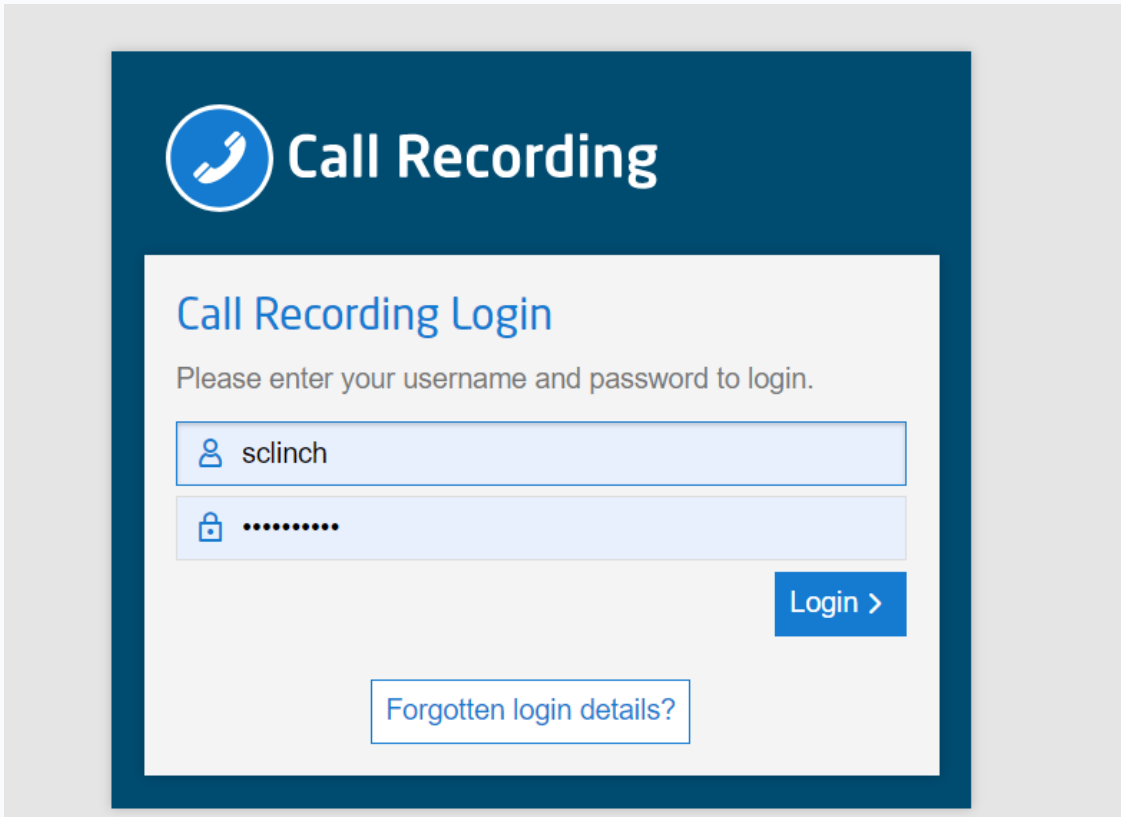 Call Recording
Call Recording Login
Please enter your username and password to login.
sclinch
••••••••••
Login
Forgotten login details?